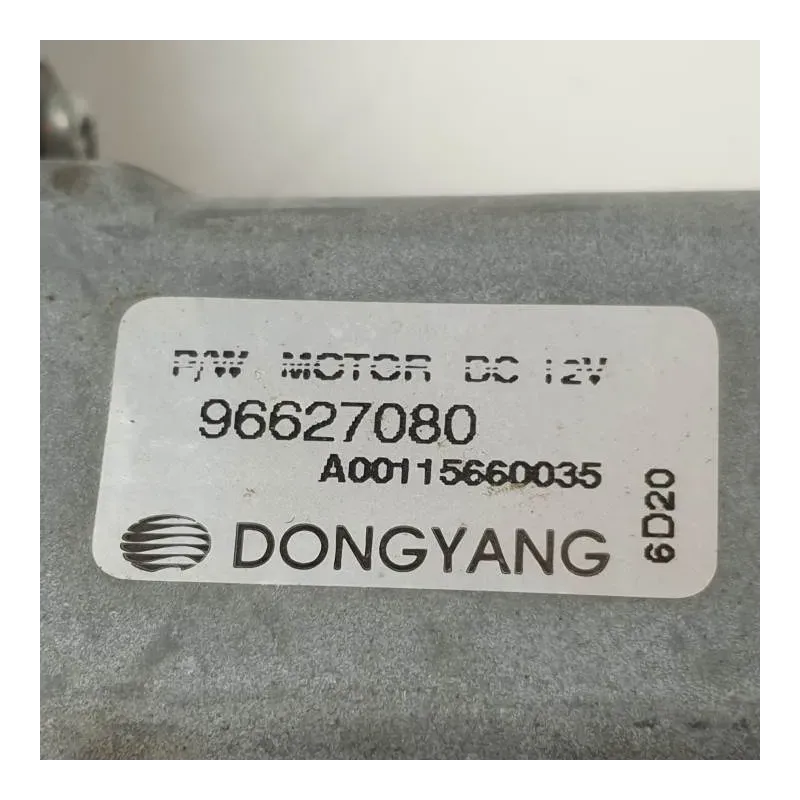 P/W MOTOR DC 12V
96627080
A00115660035
DONGYANG
6D20